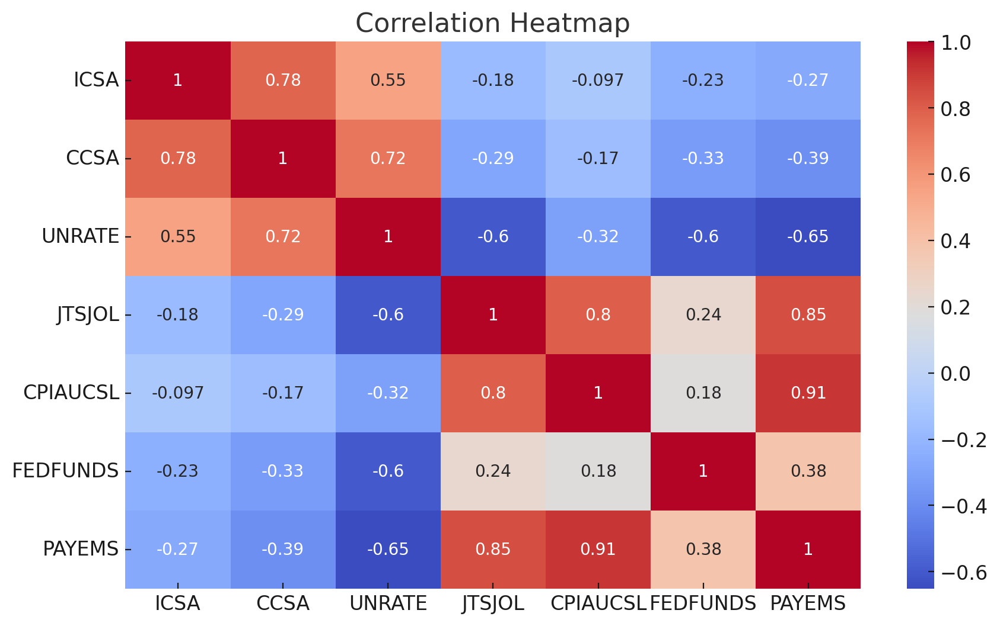 Correlation Heatmap
ICSA 1 0.78 0.55 -0.18 -0.097 -0.23 -0.27
CCSA 0.78 1 0.72 -0.29 -0.17 -0.33 -0.39
UNRATE 0.55 0.72 1 -0.6 -0.32 -0.6 -0.65
JTSJOL -0.18 -0.29 -0.6 1 0.8 0.24 0.85
CPIAUCSL -0.097 -0.17 -0.32 0.8 1 0.18 0.91
FEDFUNDS -0.23 -0.33 -0.6 0.24 0.18 1 0.38
PAYEMS -0.27 -0.39 -0.65 0.85 0.91 0.38 1
ICSA CCSA UNRATE JTSJOL CPIAUCSL FEDFUNDS PAYEMS
1.0
0.8
0.6
0.4
0.2
0.0
−0.2
−0.4
−0.6